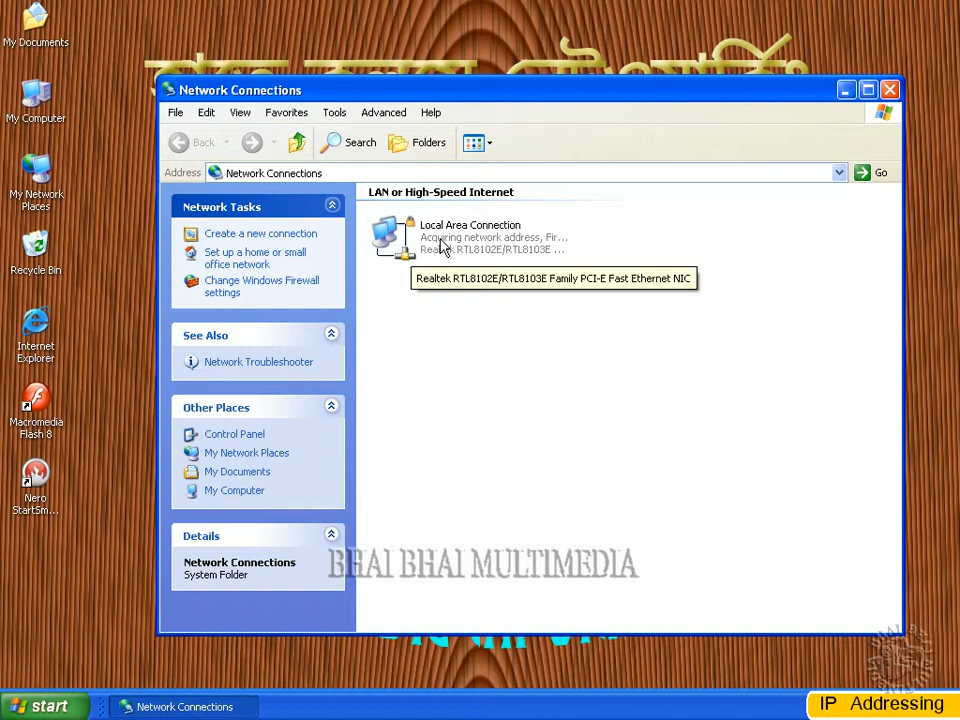 My Documents
My Computer
My Network
Places
Recycle Bin
Internet
Explorer
Macromedia
Flash 8
Nero
StartSm...
Network Connections
File Edit View Favorites Tools Advanced Help
Back Search Folders
Address Network Connections Go
Network Tasks
Create a new connection
Set up a home or small
office network
Change Windows Firewall
settings
See Also
Network Troubleshooter
Other Places
Control Panel
My Network Places
My Documents
My Computer
Details
Network Connections
System Folder
LAN or High-Speed Internet
Local Area Connection
Acquiring network address, Fir...
Realtek RTL8102E/RTL8103E ...
Realtek RTL8102E/RTL8103E Family PCI-E Fast Ethernet NIC
BHAI BHAI MULTIMEDIA
start Network Connections
IP Addressing